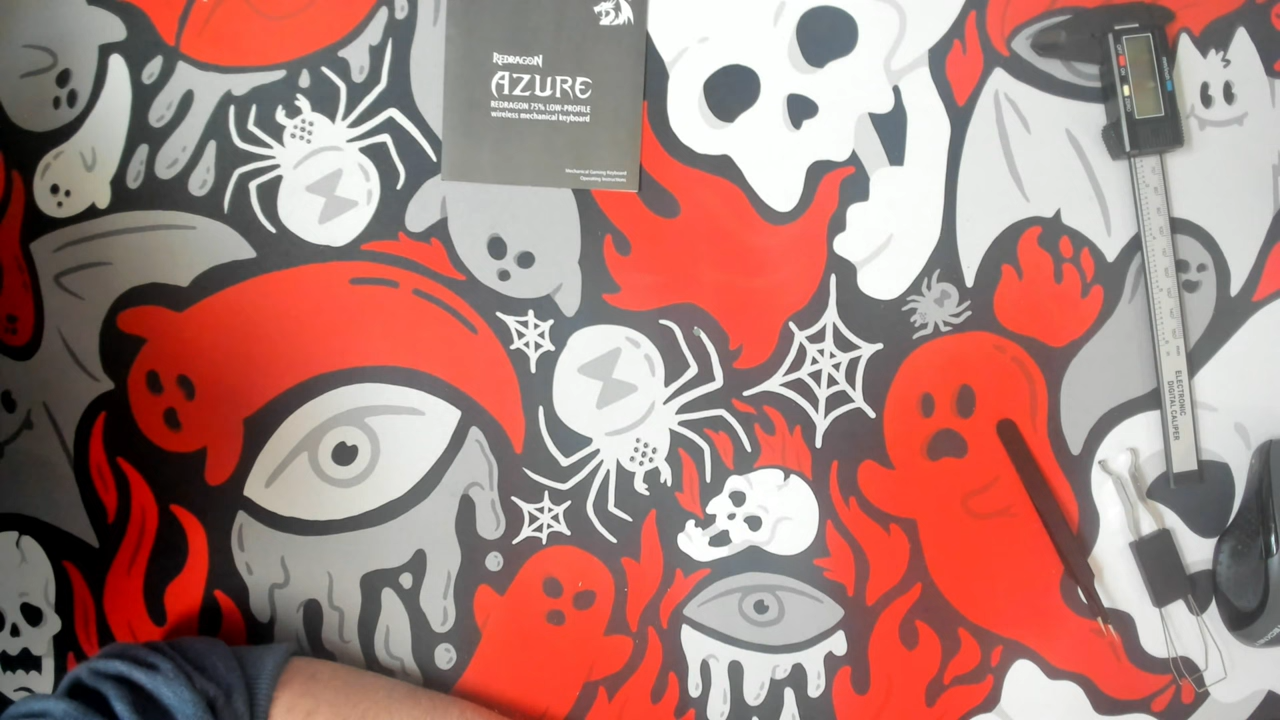 REDRAGON
AZURE
REDRAGON 75% LOW-PROFILE
wireless mechanical keyboard
Mechanical Gaming Keyboard
Operating Instructions
ELECTRONIC
DIGITAL CALIPER